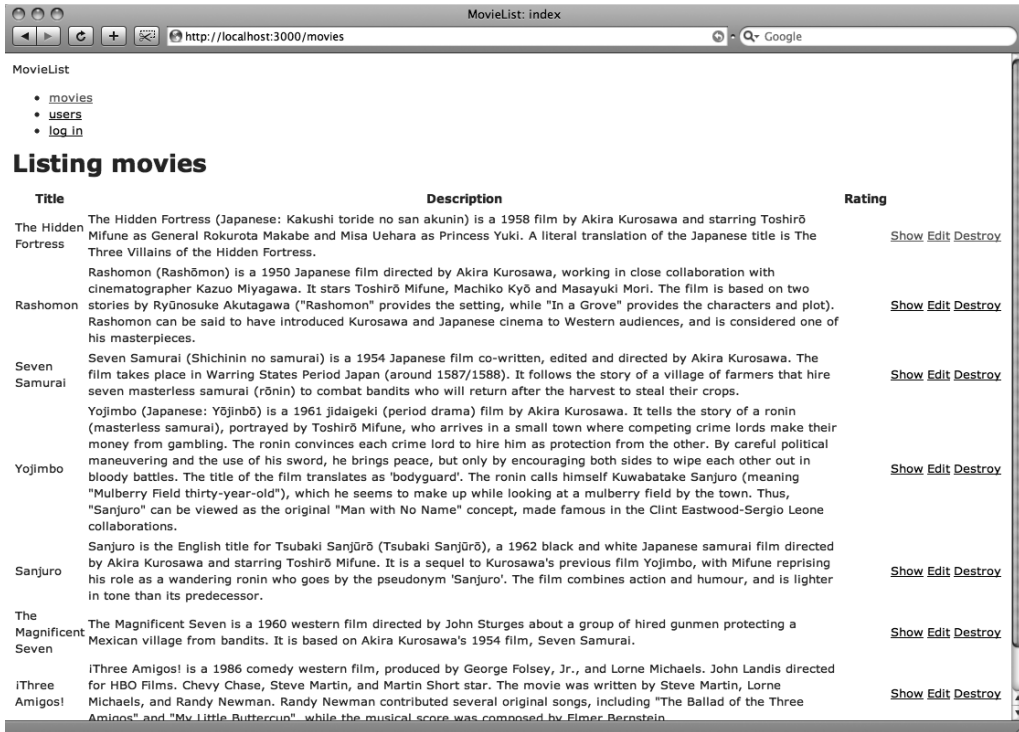 MovieList: index
http://localhost:3000/movies
Google
MovieList
• movies
• users
• log in
Listing movies
Title Description Rating
The Hidden Fortress
The Hidden Fortress (Japanese: Kakushi toride no san akunin) is a 1958 film by Akira Kurosawa and starring Toshirō
Mifune as General Rokurota Makabe and Misa Uehara as Princess Yuki. A literal translation of the Japanese title is The
Three Villains of the Hidden Fortress.
Show Edit Destroy
Rashomon
Rashomon (Rashōmon) is a 1950 Japanese film directed by Akira Kurosawa, working in close collaboration with
cinematographer Kazuo Miyagawa. It stars Toshirō Mifune, Machiko Kyō and Masayuki Mori. The film is based on two
stories by Ryūnosuke Akutagawa ("Rashomon" provides the setting, while "In a Grove" provides the characters and plot).
Rashomon can be said to have introduced Kurosawa and Japanese cinema to Western audiences, and is considered one of
his masterpieces.
Show Edit Destroy
Seven
Samurai
Seven Samurai (Shichinin no samurai) is a 1954 Japanese film co-written, edited and directed by Akira Kurosawa. The
film takes place in Warring States Period Japan (around 1587/1588). It follows the story of a village of farmers that hire
seven masterless samurai (rōnin) to combat bandits who will return after the harvest to steal their crops.
Show Edit Destroy
Yojimbo
Yojimbo (Japanese: Yōjinbō) is a 1961 jidaigeki (period drama) film by Akira Kurosawa. It tells the story of a ronin
(masterless samurai), portrayed by Toshirō Mifune, who arrives in a small town where competing crime lords make their
money from gambling. The ronin convinces each crime lord to hire him as protection from the other. By careful political
maneuvering and the use of his sword, he brings peace, but only by encouraging both sides to wipe each other out in
bloody battles. The title of the film translates as 'bodyguard'. The ronin calls himself Kuwabatake Sanjuro (meaning
"Mulberry Field thirty-year-old"), which he seems to make up while looking at a mulberry field by the town. Thus,
"Sanjuro" can be viewed as the original "Man with No Name" concept, made famous in the Clint Eastwood-Sergio Leone
collaborations.
Show Edit Destroy
Sanjuro
Sanjuro is the English title for Tsubaki Sanjūrō (Tsubaki Sanjūrō), a 1962 black and white Japanese samurai film directed
by Akira Kurosawa and starring Toshirō Mifune. It is a sequel to Kurosawa's previous film Yojimbo, with Mifune reprising
his role as a wandering ronin who goes by the pseudonym 'Sanjuro'. The film combines action and humour, and is lighter
in tone than its predecessor.
Show Edit Destroy
The
Magnificent
Seven
The Magnificent Seven is a 1960 western film directed by John Sturges about a group of hired gunmen protecting a
Mexican village from bandits. It is based on Akira Kurosawa's 1954 film, Seven Samurai.
Show Edit Destroy
¡Three
Amigos!
¡Three Amigos! is a 1986 comedy western film, produced by George Folsey, Jr., and Lorne Michaels. John Landis directed
for HBO Films. Chevy Chase, Steve Martin, and Martin Short star. The movie was written by Steve Martin, Lorne
Michaels, and Randy Newman. Randy Newman contributed several original songs, including "The Ballad of the Three
Amigos" and "My Little Buttercup", while the musical score was composed by Elmer Bernstein.
Show Edit Destroy